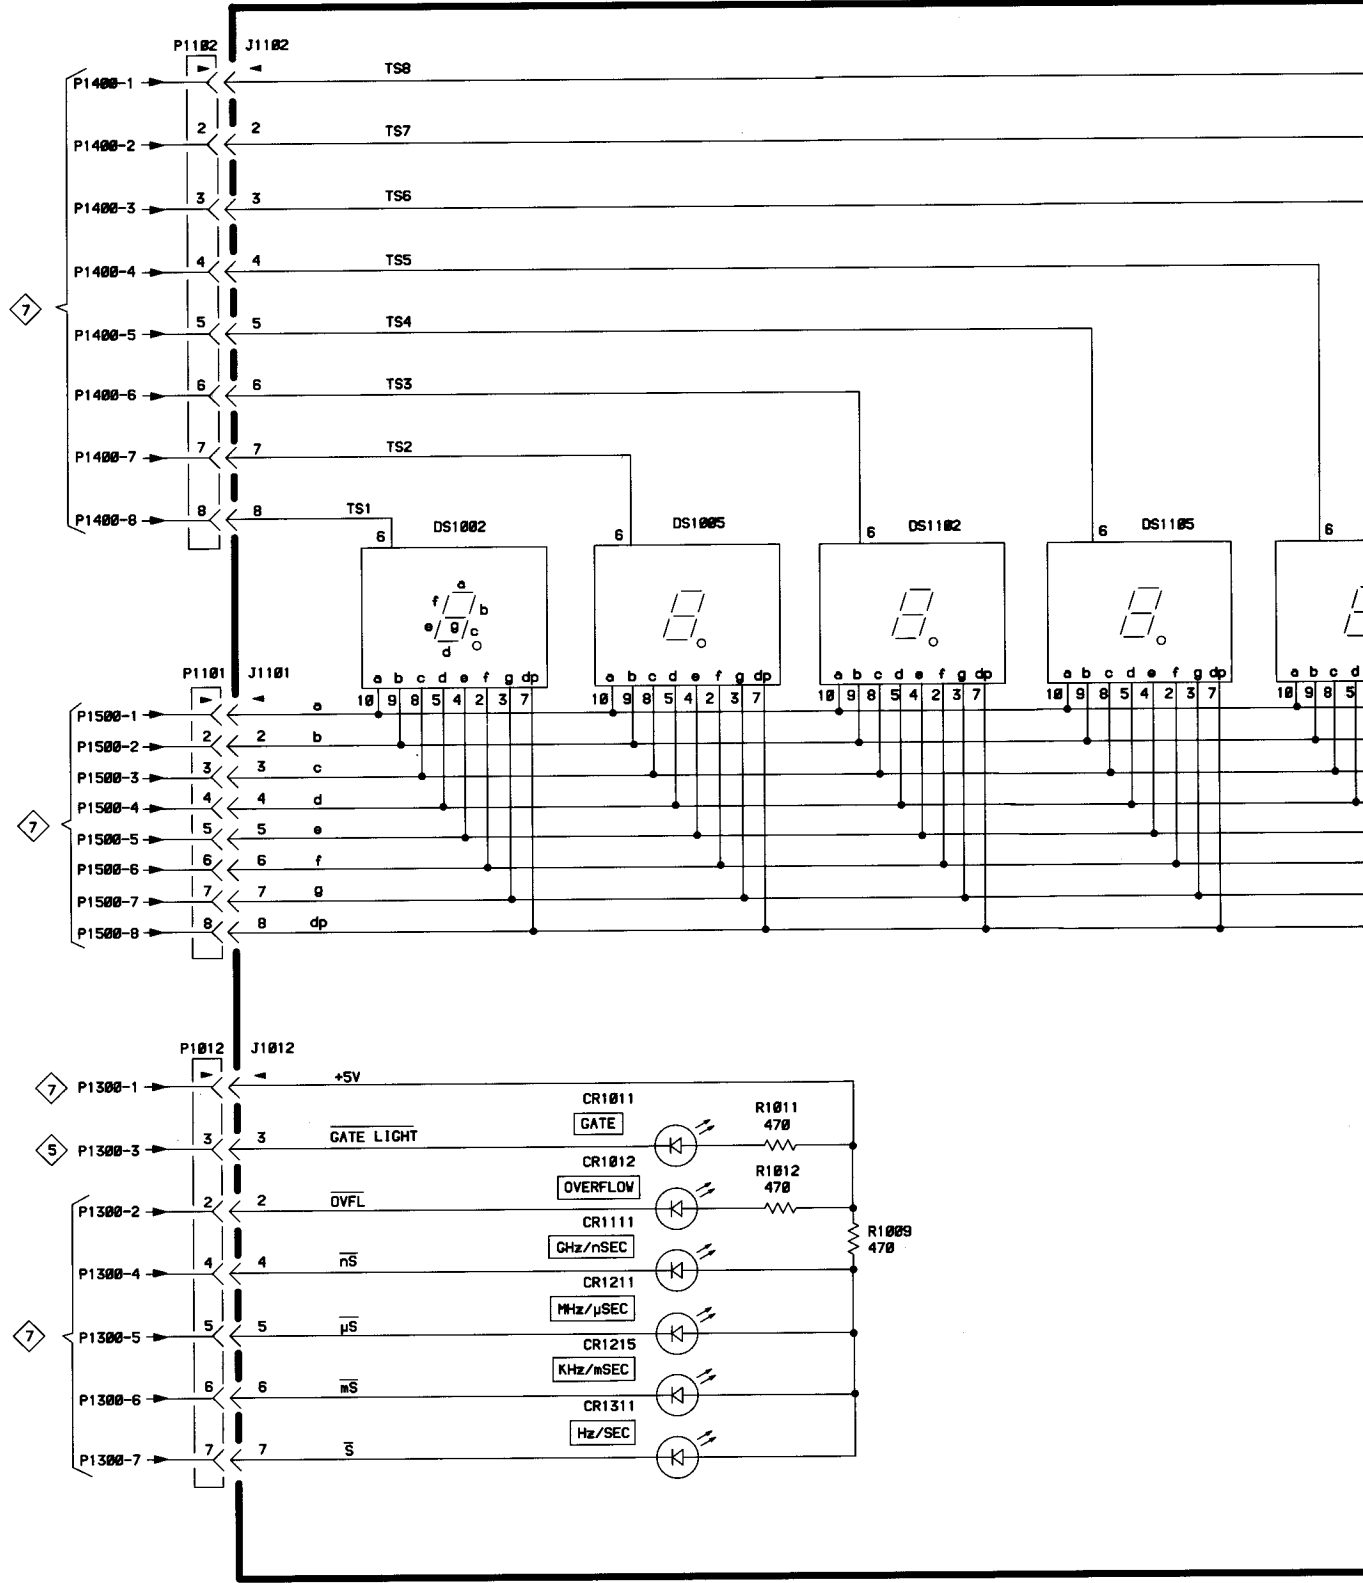 P1102 J1102
P1400-1 TS8
P1400-2 2 2 TS7
P1400-3 3 3 TS6
P1400-4 4 4 TS5
7
P1400-5 5 5 TS4
P1400-6 6 6 TS3
P1400-7 7 7 TS2
P1400-8 8 8 TS1
DS1002 DS1005 DS1102 DS1105
6 6 6 6 6
a
f b
e g c
d
a b c d e f g dp a b c d e f g dp a b c d e f g dp a b c d e f g dp a b c d
10 9 8 5 4 2 3 7 10 9 8 5 4 2 3 7 10 9 8 5 4 2 3 7 10 9 8 5 4 2 3 7 10 9 8 5
P1101 J1101
P1500-1 a
P1500-2 2 2 b
P1500-3 3 3 c
P1500-4 4 4 d
7
P1500-5 5 5 e
P1500-6 6 6 f
P1500-7 7 7 g
P1500-8 8 8 dp
P1012 J1012
7 P1300-1 +5V
CR1011
GATE
R1011
470
5 P1300-3 3 3 GATE LIGHT
CR1012
OVERFLOW
R1012
470
P1300-2 2 2 OVFL
CR1111
GHz/nSEC
R1009
470
P1300-4 4 4 nS
CR1211
MHz/µSEC
7
P1300-5 5 5 µS
CR1215
KHz/mSEC
P1300-6 6 6 mS
CR1311
Hz/SEC
P1300-7 7 7 S